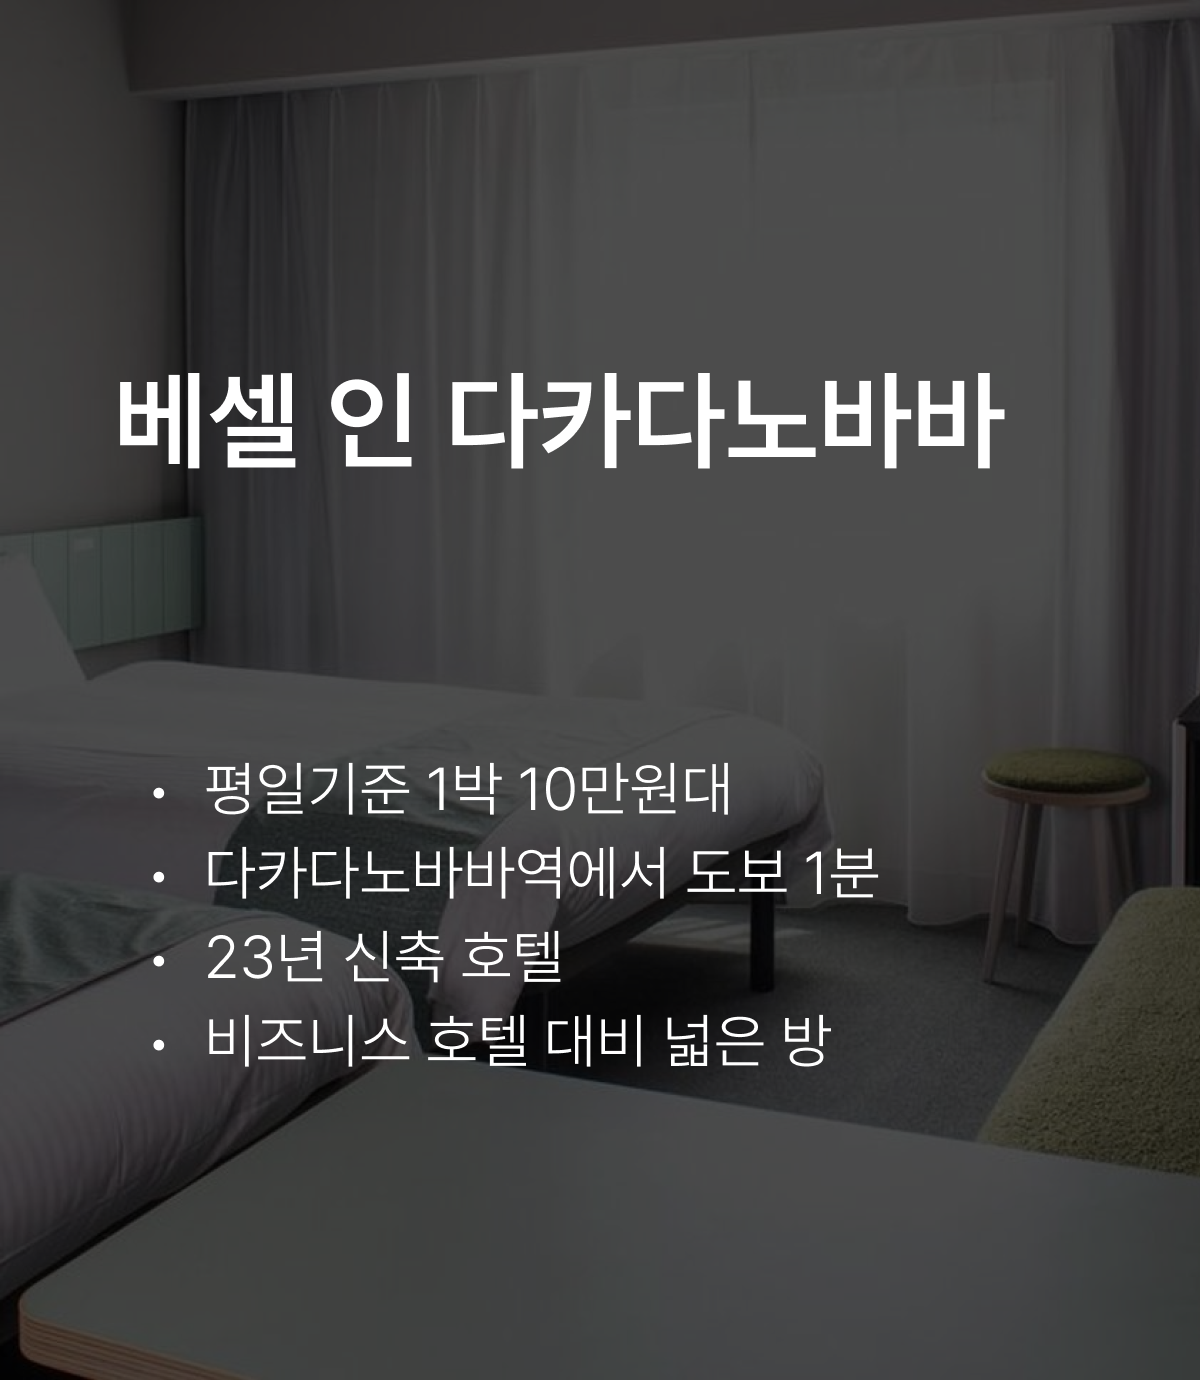 베셀 인 다카다노바바
• 평일기준 1박 10만원대
• 다카다노바바역에서 도보 1분
• 23년 신축 호텔
• 비즈니스 호텔 대비 넓은 방